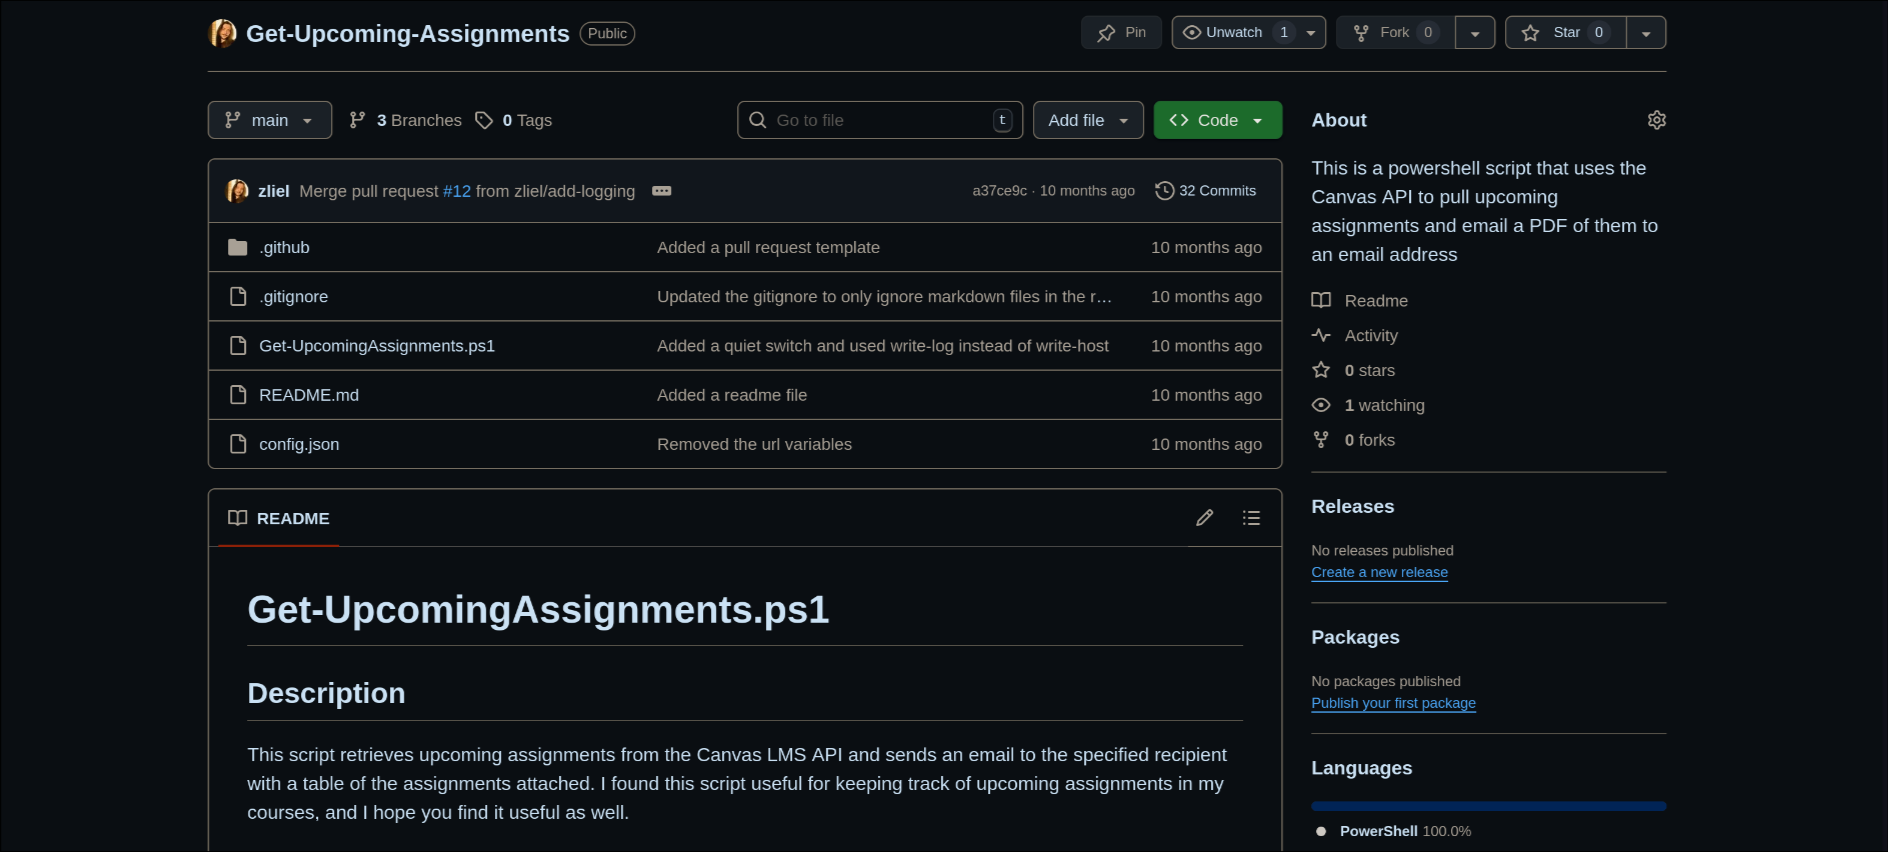 Get-Upcoming-Assignments Public Pin Unwatch 1 Fork 0 Star 0
main 3 Branches 0 Tags Go to file t Add file Code
zliel Merge pull request #12 from zliel/add-logging a37ce9c · 10 months ago 32 Commits
.github Added a pull request template 10 months ago
.gitignore Updated the gitignore to only ignore markdown files in the r… 10 months ago
Get-UpcomingAssignments.ps1 Added a quiet switch and used write-log instead of write-host 10 months ago
README.md Added a readme file 10 months ago
config.json Removed the url variables 10 months ago
README
Get-UpcomingAssignments.ps1
Description
This script retrieves upcoming assignments from the Canvas LMS API and sends an email to the specified recipient
with a table of the assignments attached. I found this script useful for keeping track of upcoming assignments in my
courses, and I hope you find it useful as well.
About
This is a powershell script that uses the
Canvas API to pull upcoming
assignments and email a PDF of them to
an email address
Readme
Activity
0 stars
1 watching
0 forks
Releases
No releases published
Create a new release
Packages
No packages published
Publish your first package
Languages
PowerShell 100.0%